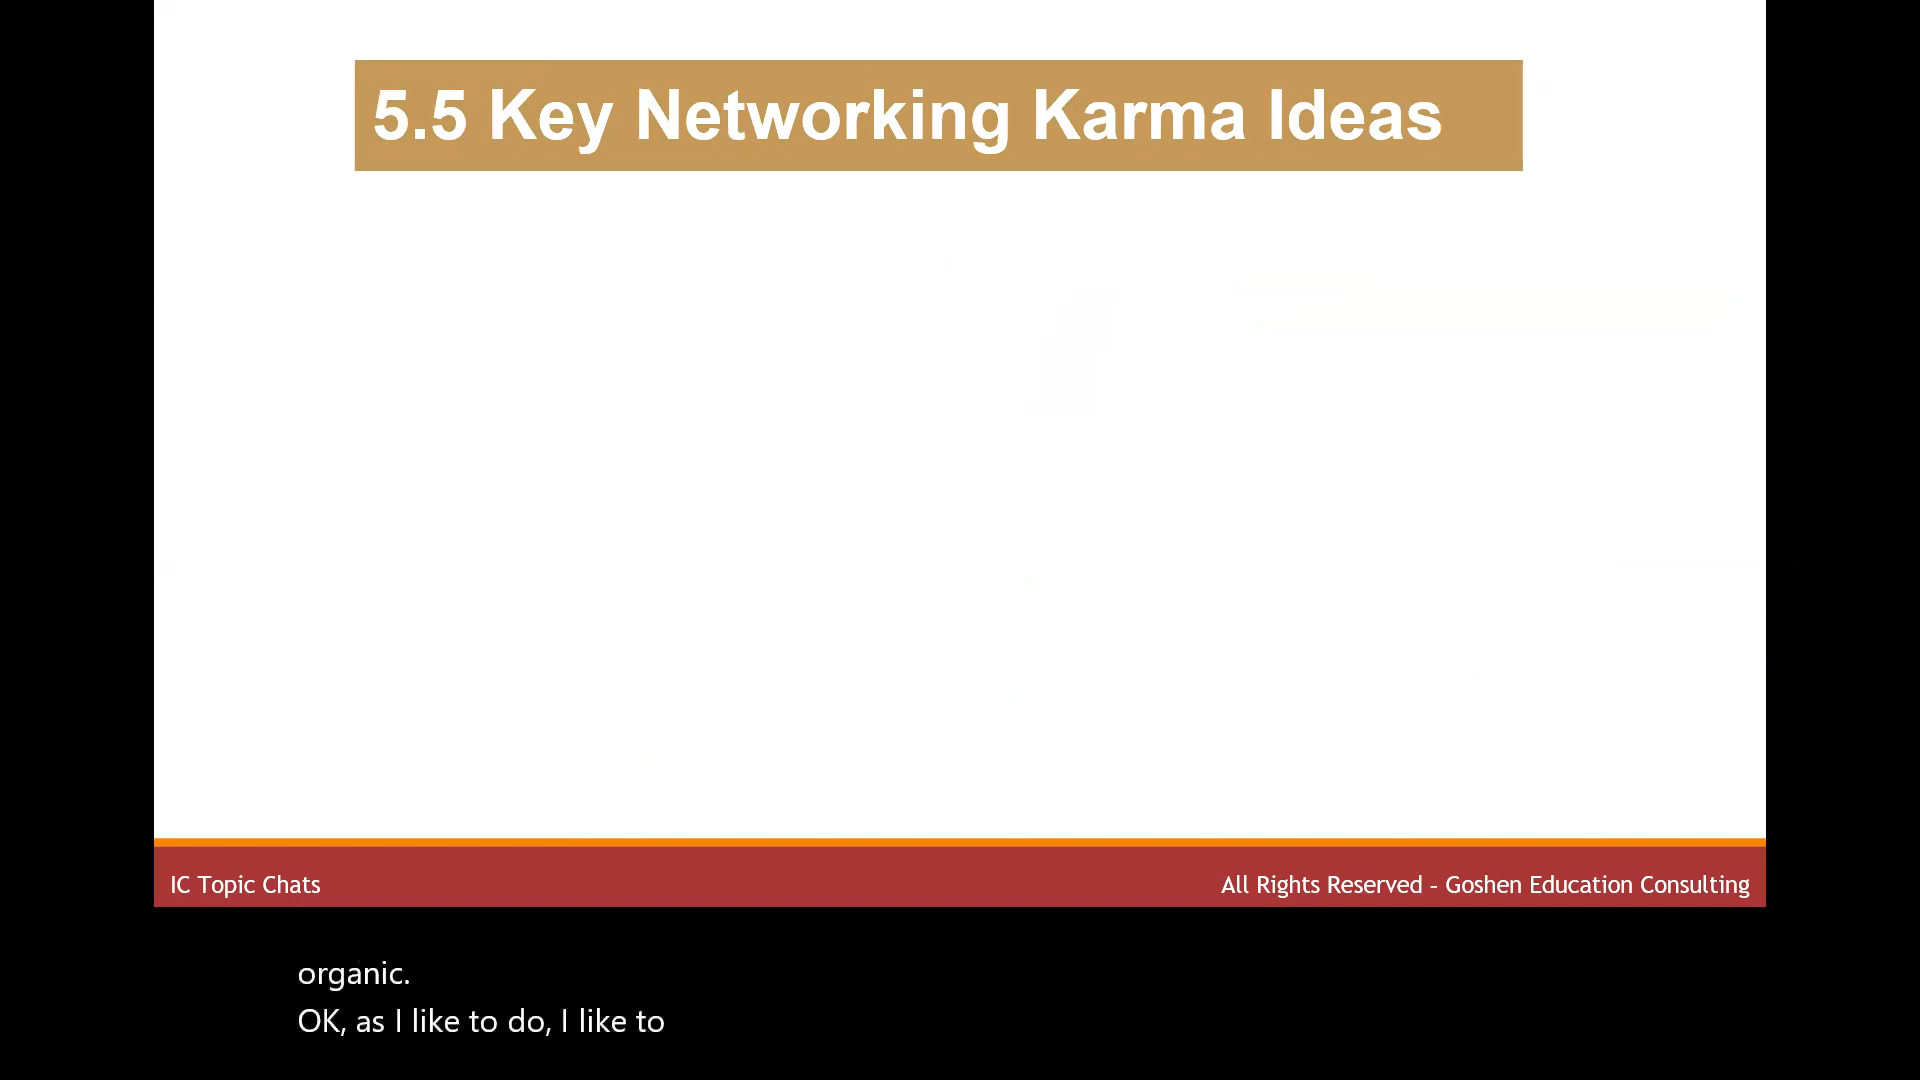 5.5 Key Networking Karma Ideas
IC Topic Chats
All Rights Reserved – Goshen Education Consulting
organic.
OK, as I like to do, I like to